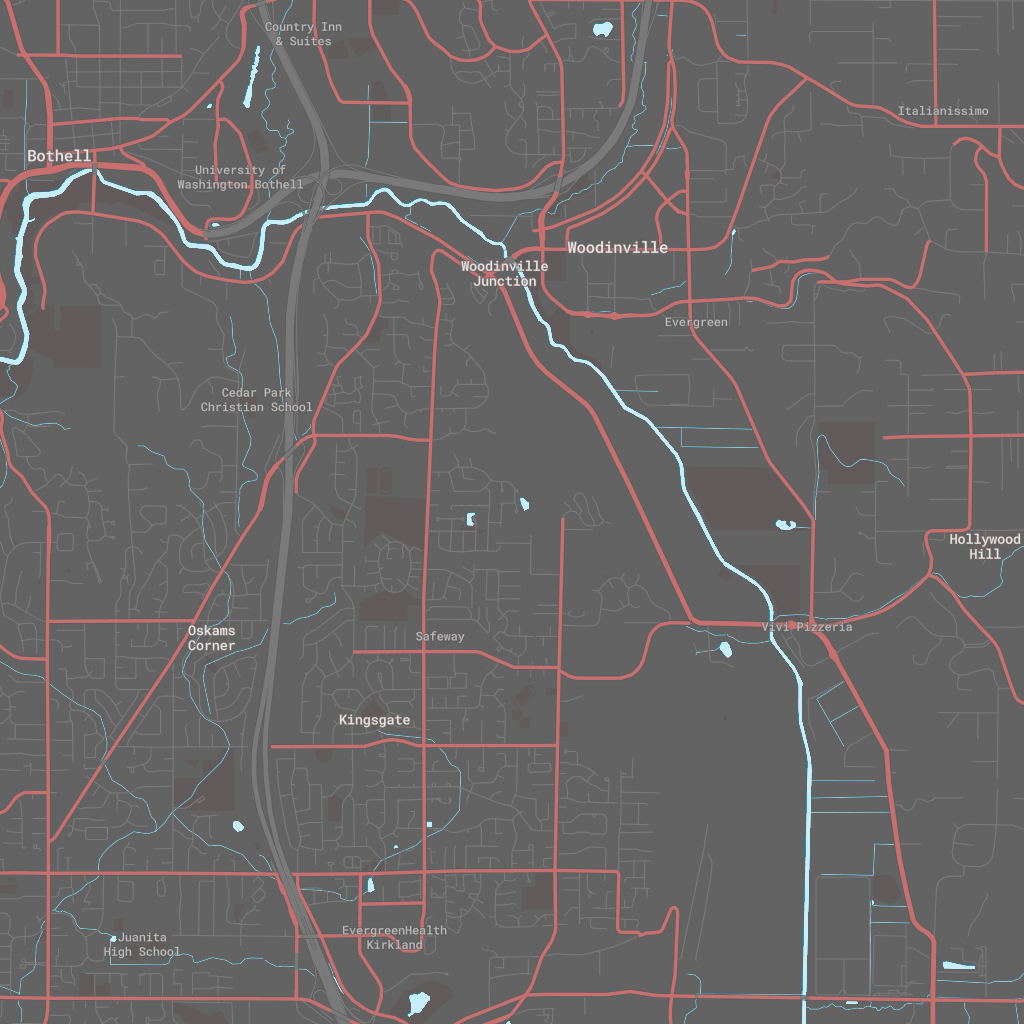 Country Inn
& Suites
Italianissimo
Bothell
University of
Washington Bothell
Woodinville
Woodinville
Junction
Evergreen
Cedar Park
Christian School
Hollywood
Hill
Oskams
Corner
Safeway
Vivi Pizzeria
Kingsgate
EvergreenHealth
Kirkland
Juanita
High School